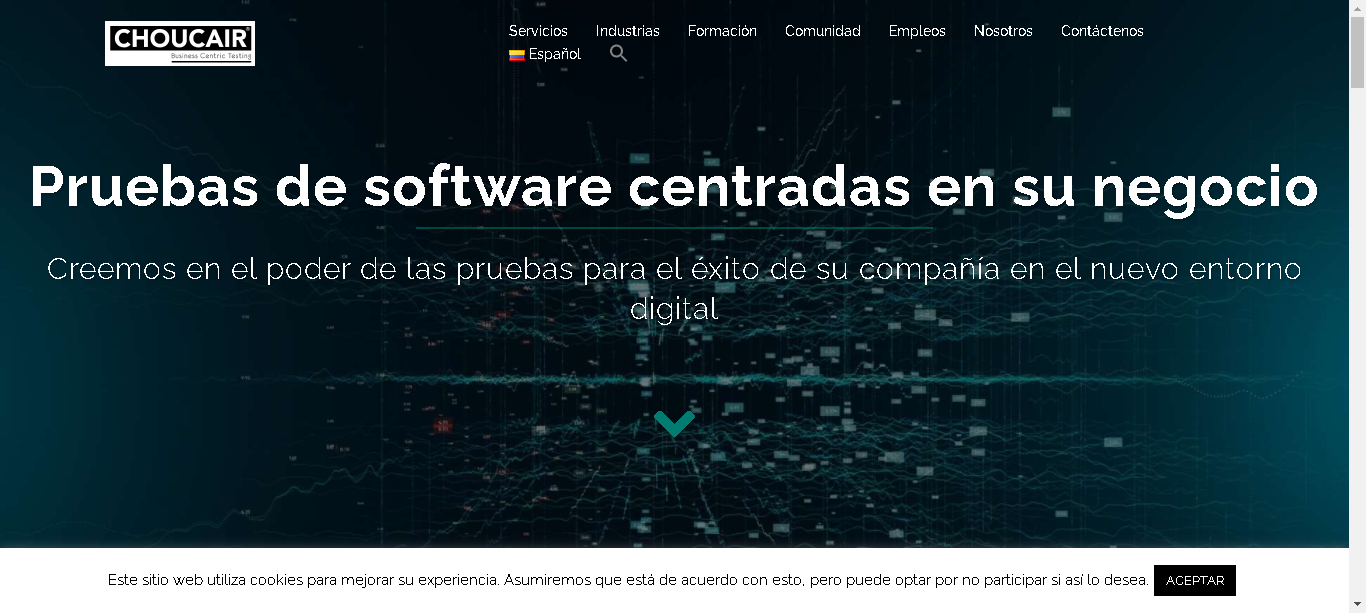 CHOUCAIR®
Business Centric Testing
Servicios Industrias Formación Comunidad Empleos Nosotros Contáctenos
Español
Pruebas de software centradas en su negocio
Creemos en el poder de las pruebas para el éxito de su compañía en el nuevo entorno
digital
Este sitio web utiliza cookies para mejorar su experiencia. Asumiremos que está de acuerdo con esto, pero puede optar por no participar si así lo desea. ACEPTAR